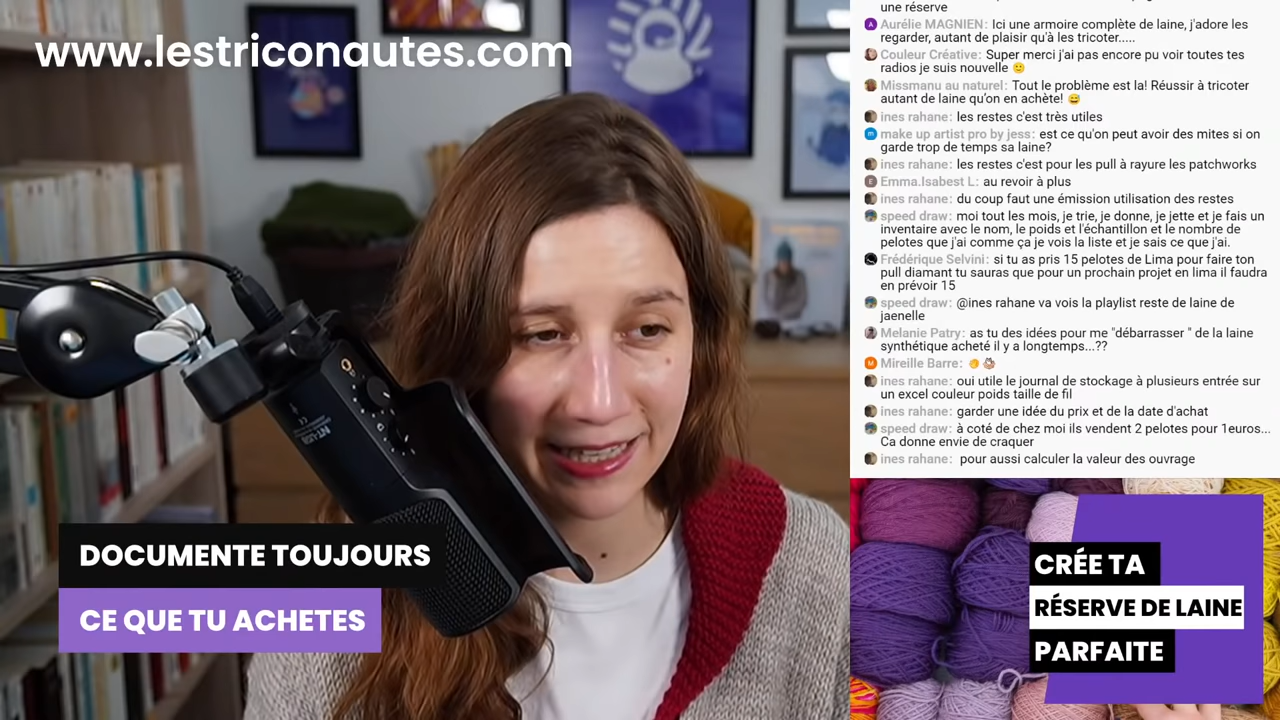 www.lestriconautes.com
DOCUMENTE TOUJOURS
CE QUE TU ACHETES
une réserve
Aurélie MAGNIEN: Ici une armoire complète de laine, j'adore les
regarder, autant de plaisir qu'à les tricoter.....
Couleur Créative: Super merci j'ai pas encore pu voir toutes tes
radios je suis nouvelle 🙂
Missmanu au naturel: Tout le problème est la! Réussir à tricoter
autant de laine qu'on en achète! 😄
ines rahane: les restes c'est très utiles
make up artist pro by jess: est ce qu'on peut avoir des mites si on
garde trop de temps sa laine?
ines rahane: les restes c'est pour les pull à rayure les patchworks
Emma.Isabest L: au revoir à plus
ines rahane: du coup faut une émission utilisation des restes
speed draw: moi tout les mois, je trie, je donne, je jette et je fais un
inventaire avec le nom, le poids et l'échantillon et le nombre de
pelotes que j'ai comme ça je vois la liste et je sais ce que j'ai.
Frédérique Selvini: si tu as pris 15 pelotes de Lima pour faire ton
pull diamant tu sauras que pour un prochain projet en lima il faudra
en prévoir 15
speed draw: @ines rahane va vois la playlist reste de laine de
jaenelle
Melanie Patry: as tu des idées pour me "débarrasser " de la laine
synthétique acheté il y a longtemps...??
Mireille Barre:
ines rahane: oui utile le journal de stockage à plusieurs entrée sur
un excel couleur poids taille de fil
ines rahane: garder une idée du prix et de la date d'achat
speed draw: à coté de chez moi ils vendent 2 pelotes pour 1euros...
Ca donne envie de craquer
ines rahane: pour aussi calculer la valeur des ouvrage
CRÉE TA
RÉSERVE DE LAINE
PARFAITE